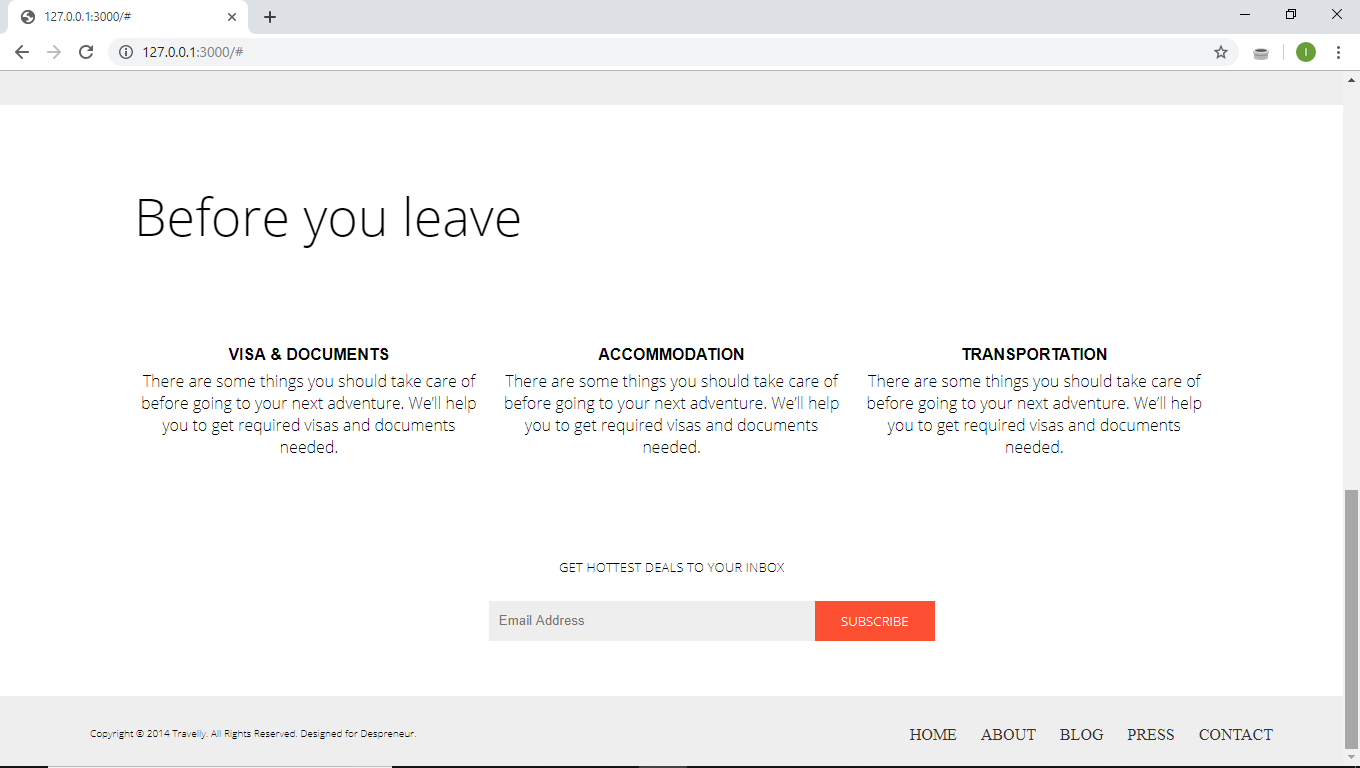 127.0.0.1:3000/#
127.0.0.1:3000/#
I
Before you leave
VISA & DOCUMENTS
There are some things you should take care of
before going to your next adventure. We’ll help
you to get required visas and documents
needed.
ACCOMMODATION
There are some things you should take care of
before going to your next adventure. We’ll help
you to get required visas and documents
needed.
TRANSPORTATION
There are some things you should take care of
before going to your next adventure. We’ll help
you to get required visas and documents
needed.
GET HOTTEST DEALS TO YOUR INBOX
Email Address
SUBSCRIBE
Copyright © 2014 Travelly. All Rights Reserved. Designed for Despreneur.
HOME ABOUT BLOG PRESS CONTACT